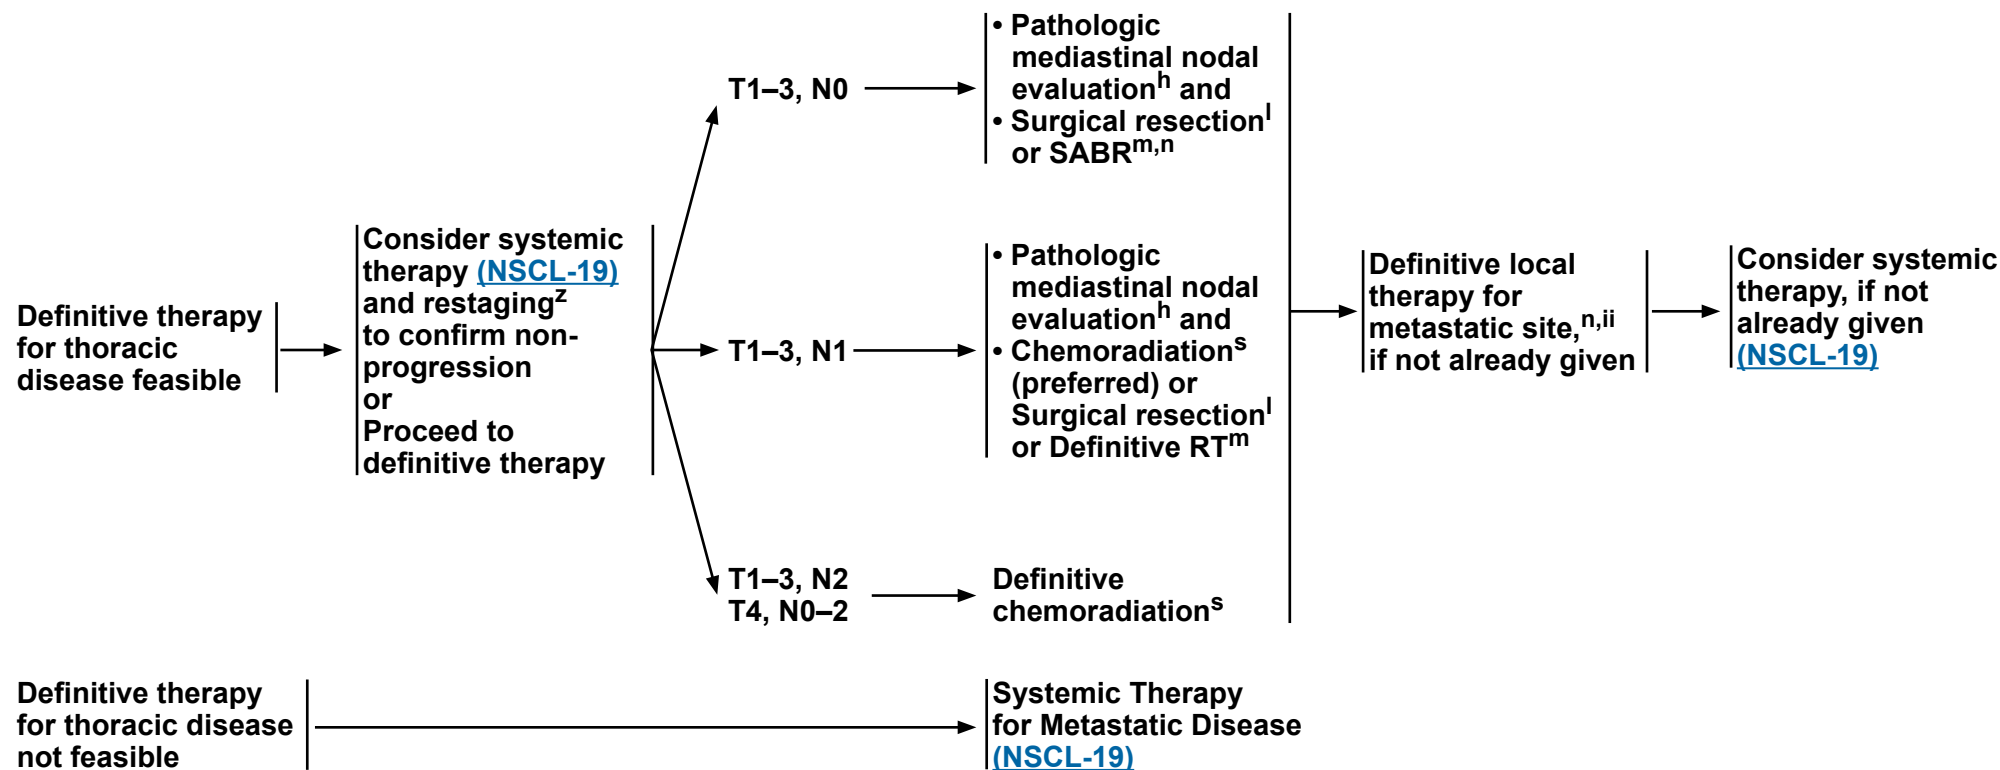 Definitive therapy
for thoracic
disease feasible
Consider systemic
therapy (NSCL-19)
and restagingᶻ
to confirm non-
progression
or
Proceed to
definitive therapy
T1–3, N0
• Pathologic
mediastinal nodal
evaluationʰ and
• Surgical resectionˡ
or SABRᵐ,ⁿ
T1–3, N1
• Pathologic
mediastinal nodal
evaluationʰ and
• Chemoradiationˢ
(preferred) or
Surgical resectionˡ
or Definitive RTᵐ
T1–3, N2
T4, N0–2
Definitive
chemoradiationˢ
Definitive local
therapy for
metastatic site,ⁿ,ⁱⁱ
if not already given
Consider systemic
therapy, if not
already given
(NSCL-19)
Definitive therapy
for thoracic disease
not feasible
Systemic Therapy
for Metastatic Disease
(NSCL-19)